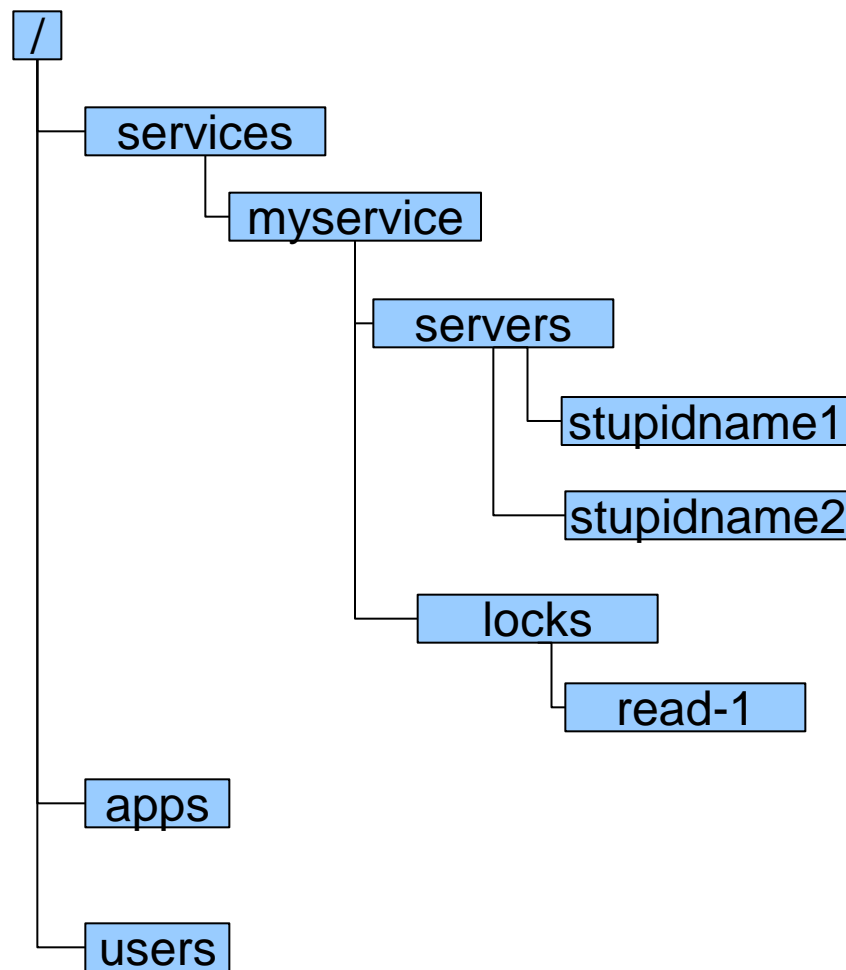 /
services
myservice
servers
stupidname1
stupidname2
locks
read-1
apps
users